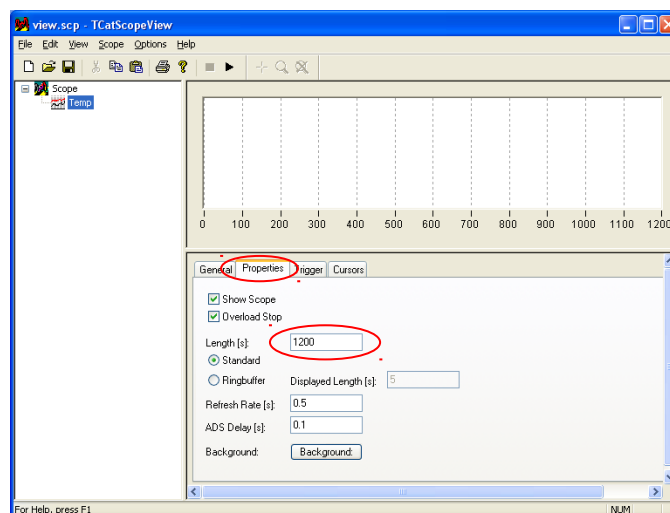 view.scp - TCatScopeView
File Edit View Scope Options Help
Scope
Temp
0 100 200 300 400 500 600 700 800 900 1000 1100 1200
General Properties Trigger Cursors
Show Scope
Overload Stop
Length [s]: 1200
Standard
Ringbuffer Displayed Length [s]: 5
Refresh Rate [s]: 0.5
ADS Delay [s]: 0.1
Background: Background:
For Help, press F1 NUM